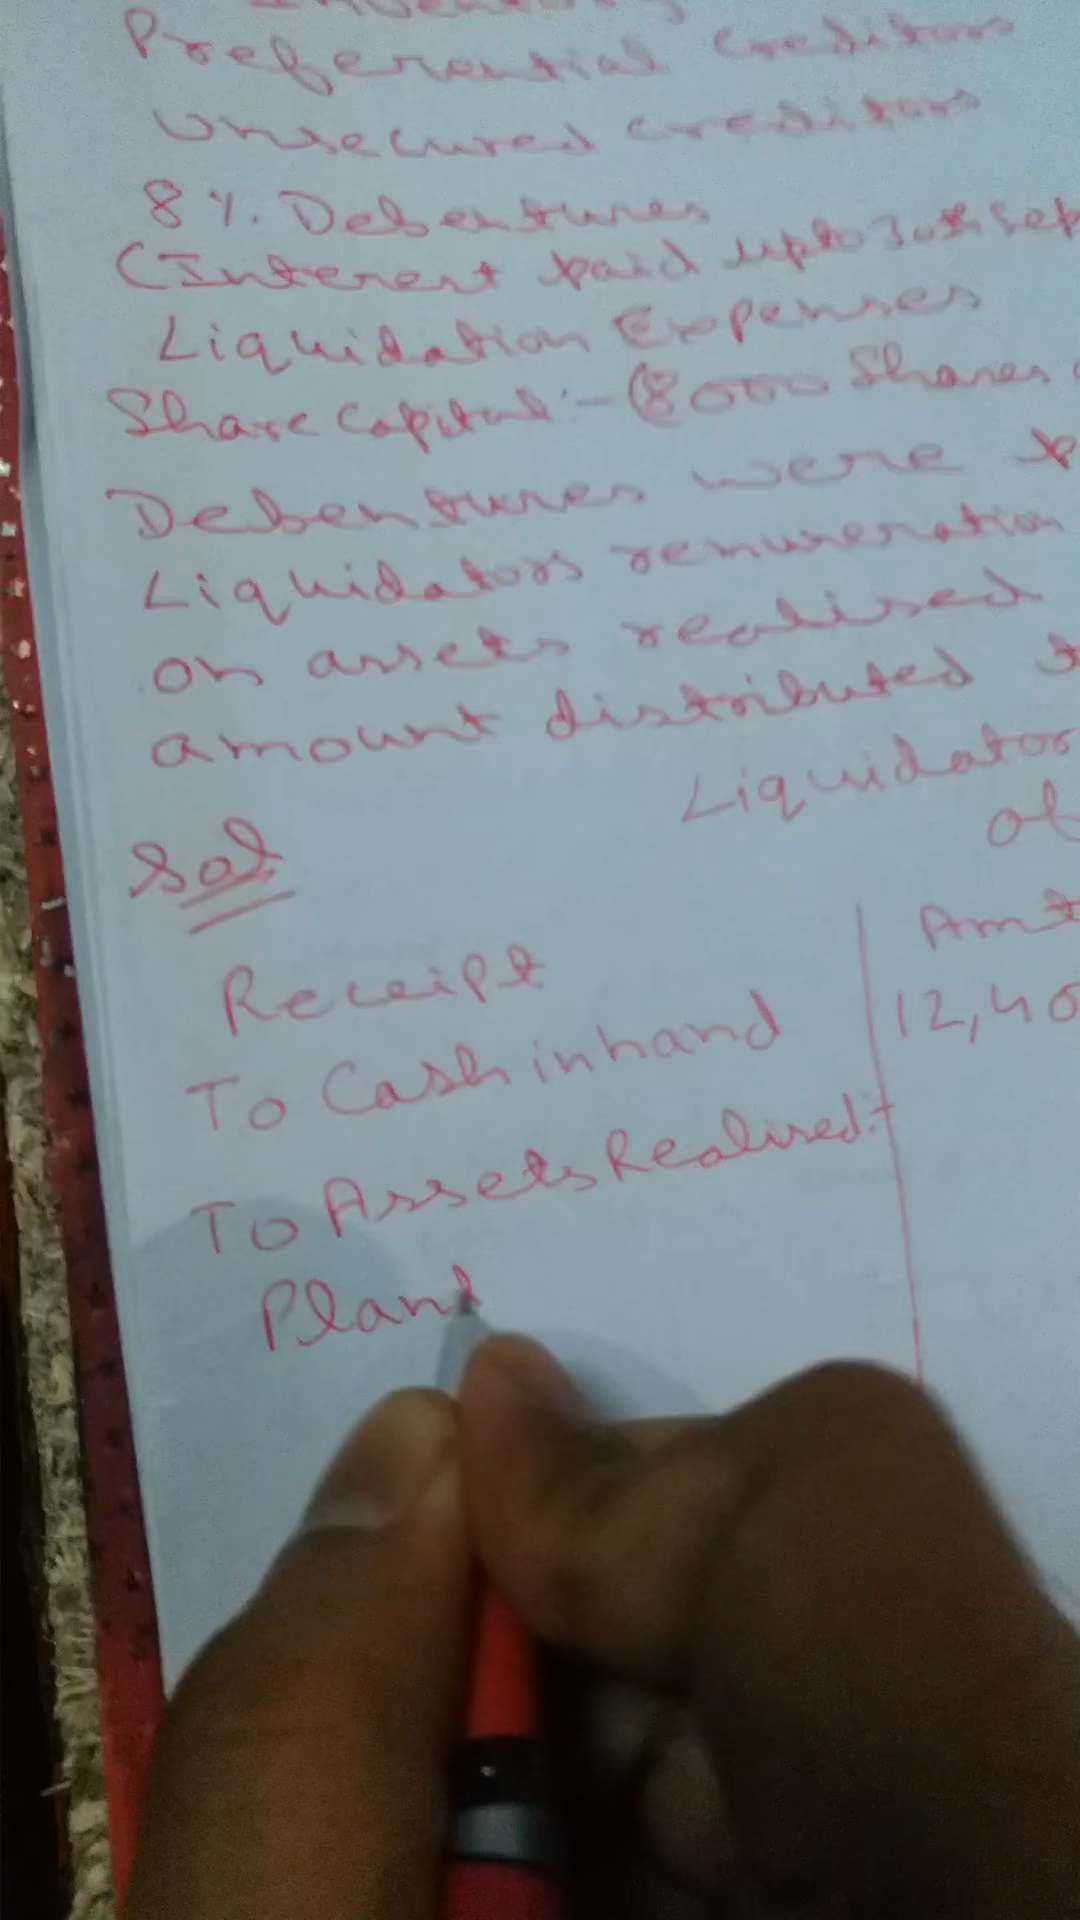 Preferential creditors
Unsecured creditors
8%. Debentures
(Interest paid upto 30th Sep
Liquidation Expenses
Share Capital:- (8000 Shares
Debentures were
Liquidators remuneration
on assets realised
amount distributed
Liquidator
of
Sol
Receipt Amt
To Cash in hand 12,40
To Assets Realised:-
Plant